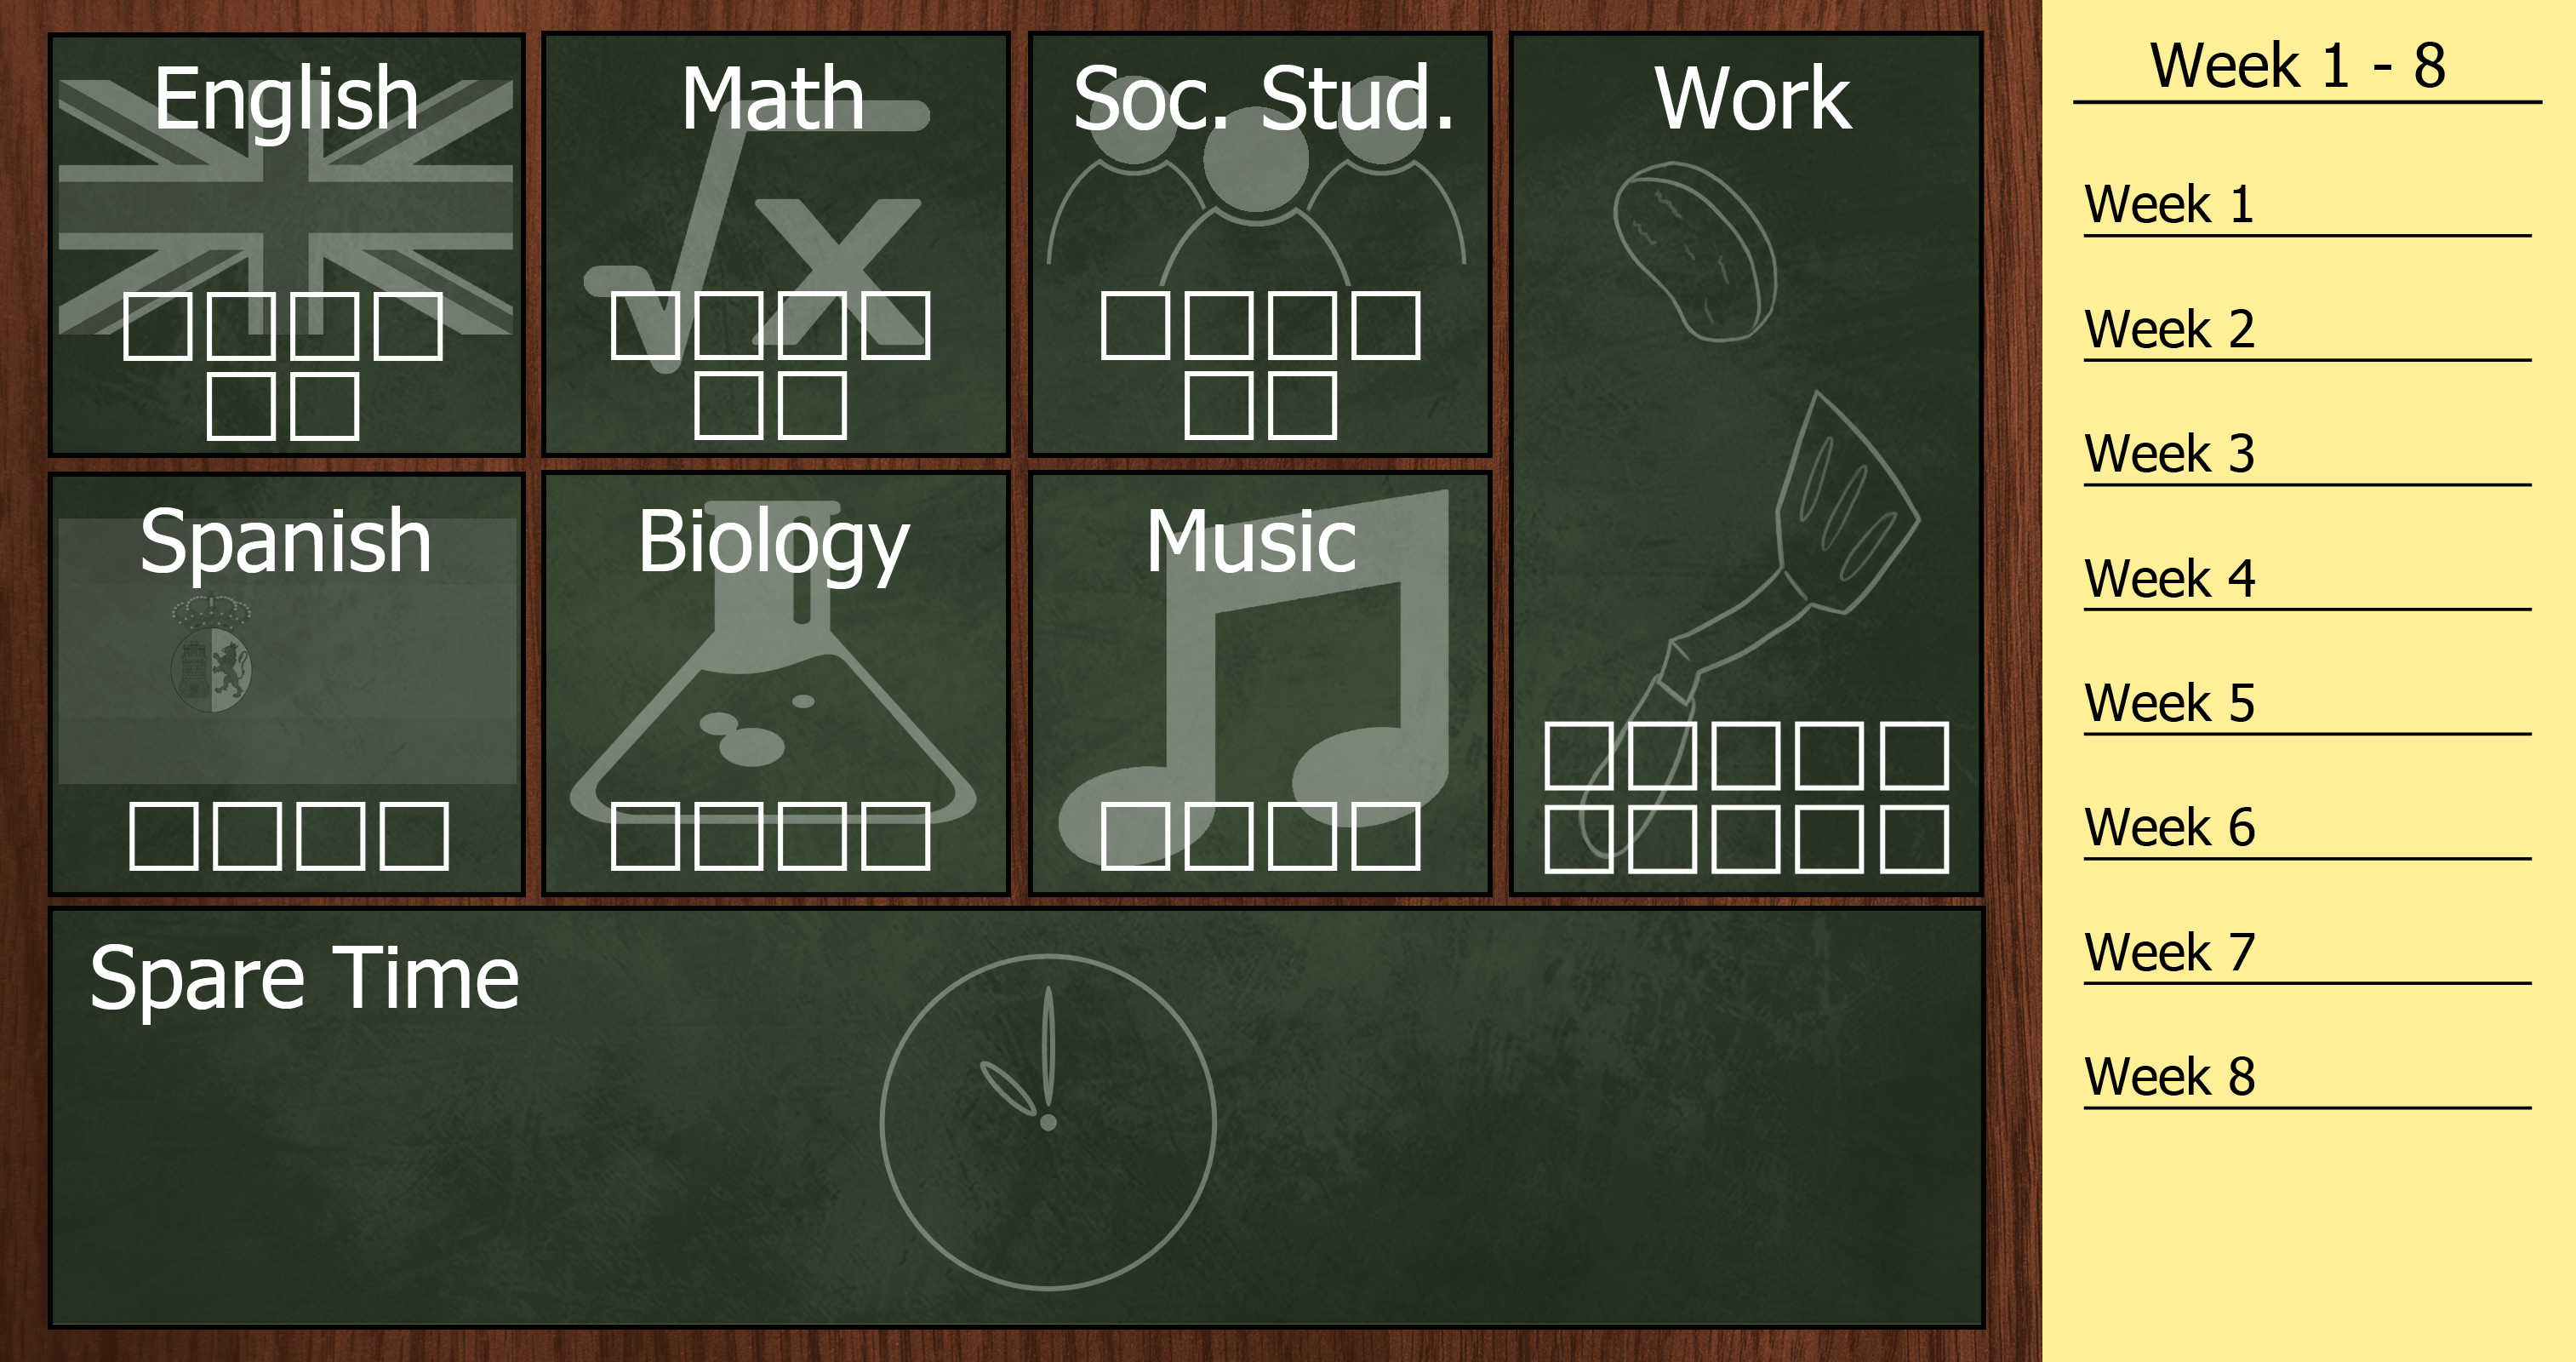 English
Math
Soc. Stud.
Work
Spanish
Biology
Music
Spare Time
Week 1 - 8
Week 1
Week 2
Week 3
Week 4
Week 5
Week 6
Week 7
Week 8